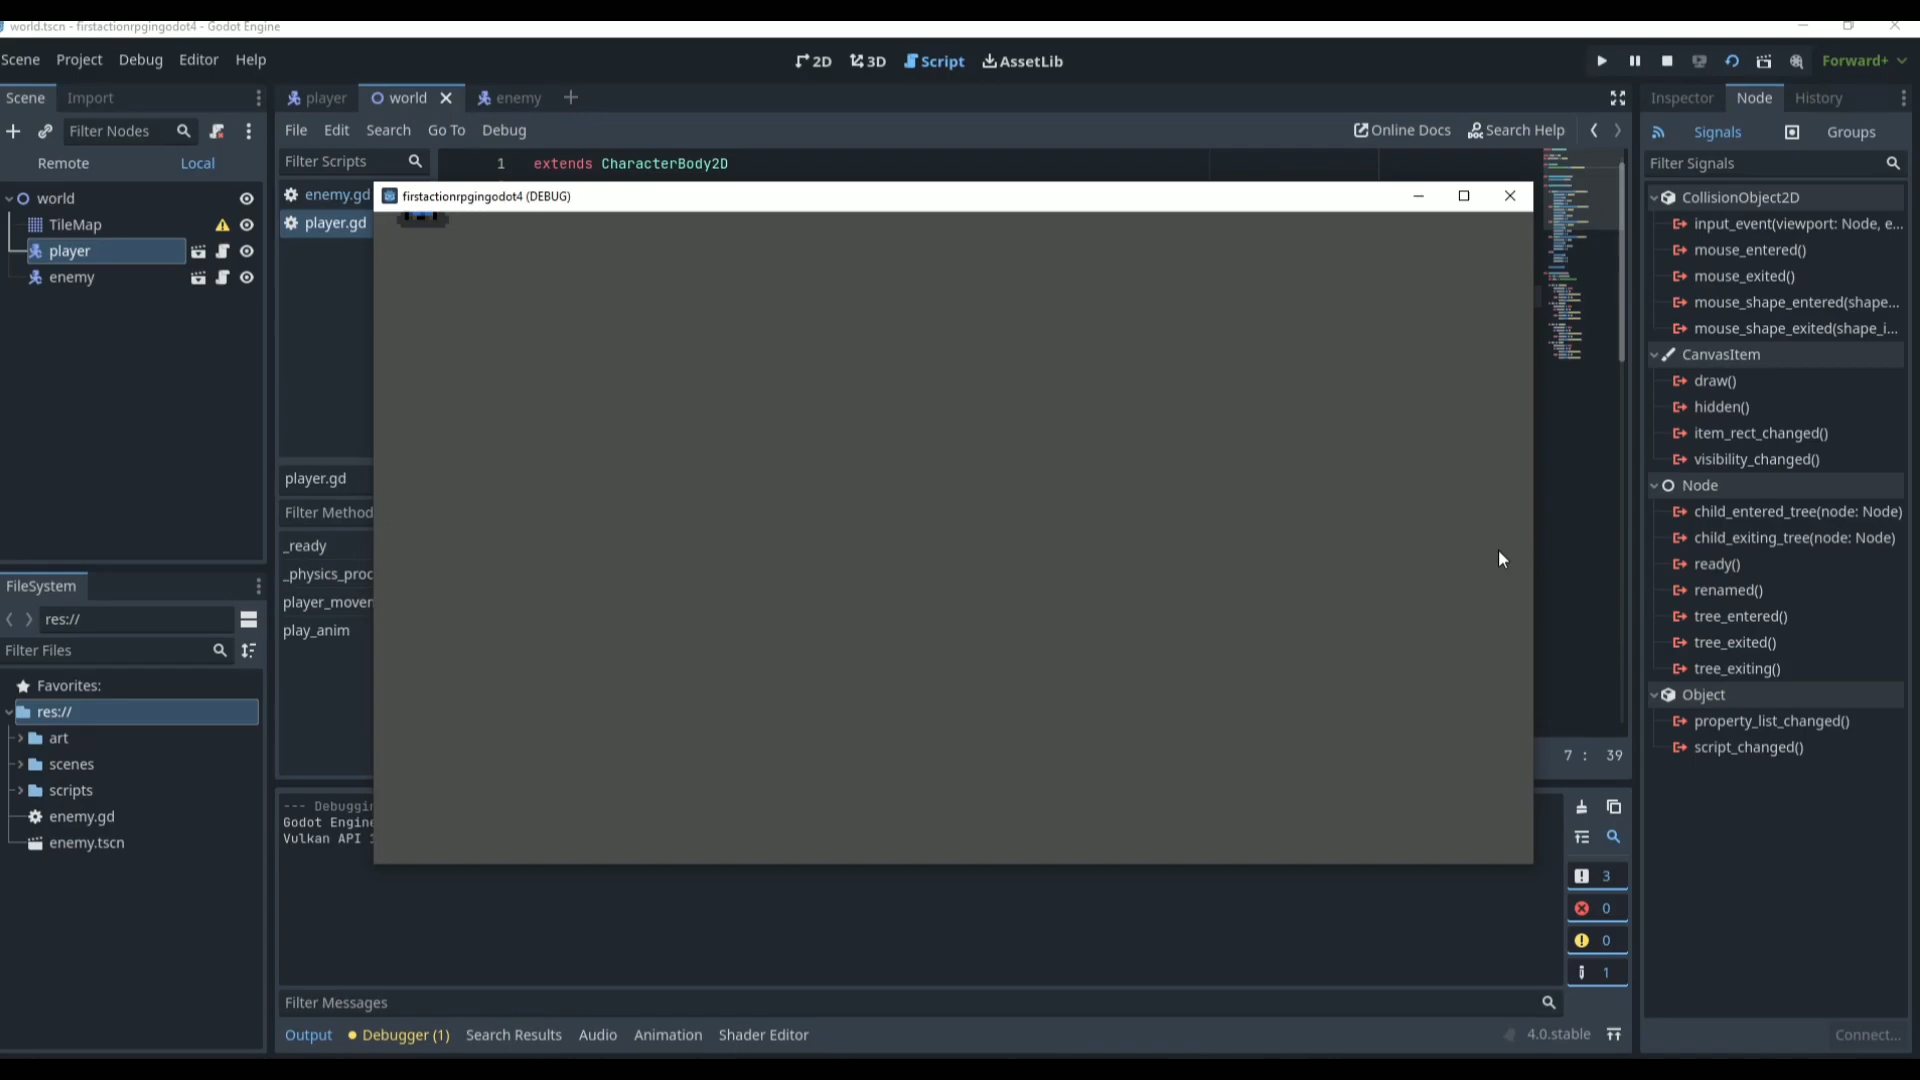 world.tscn - firstactionrpgingodot4 - Godot Engine
Scene Project Debug Editor Help
2D 3D Script AssetLib
Forward+
Scene Import
player world enemy
Inspector Node History
Filter Nodes
File Edit Search Go To Debug
Online Docs Search Help
Signals Groups
Remote Local
Filter Scripts
1 extends CharacterBody2D
Filter Signals
world
TileMap
player
enemy
enemy.gd
player.gd
firstactionrpgingodot4 (DEBUG)
CollisionObject2D
input_event(viewport: Node, e...
mouse_entered()
mouse_exited()
mouse_shape_entered(shape...
mouse_shape_exited(shape_i...
CanvasItem
draw()
hidden()
item_rect_changed()
visibility_changed()
Node
child_entered_tree(node: Node)
child_exiting_tree(node: Node)
ready()
renamed()
tree_entered()
tree_exited()
tree_exiting()
Object
property_list_changed()
script_changed()
player.gd
Filter Method
_ready
_physics_proc
player_mover
play_anim
7 : 39
FileSystem
res://
Filter Files
Favorites:
res://
art
scenes
scripts
enemy.gd
enemy.tscn
--- Debuggin
Godot Engine
Vulkan API
3
0
0
1
Filter Messages
Output Debugger (1) Search Results Audio Animation Shader Editor
4.0.stable
Connect...